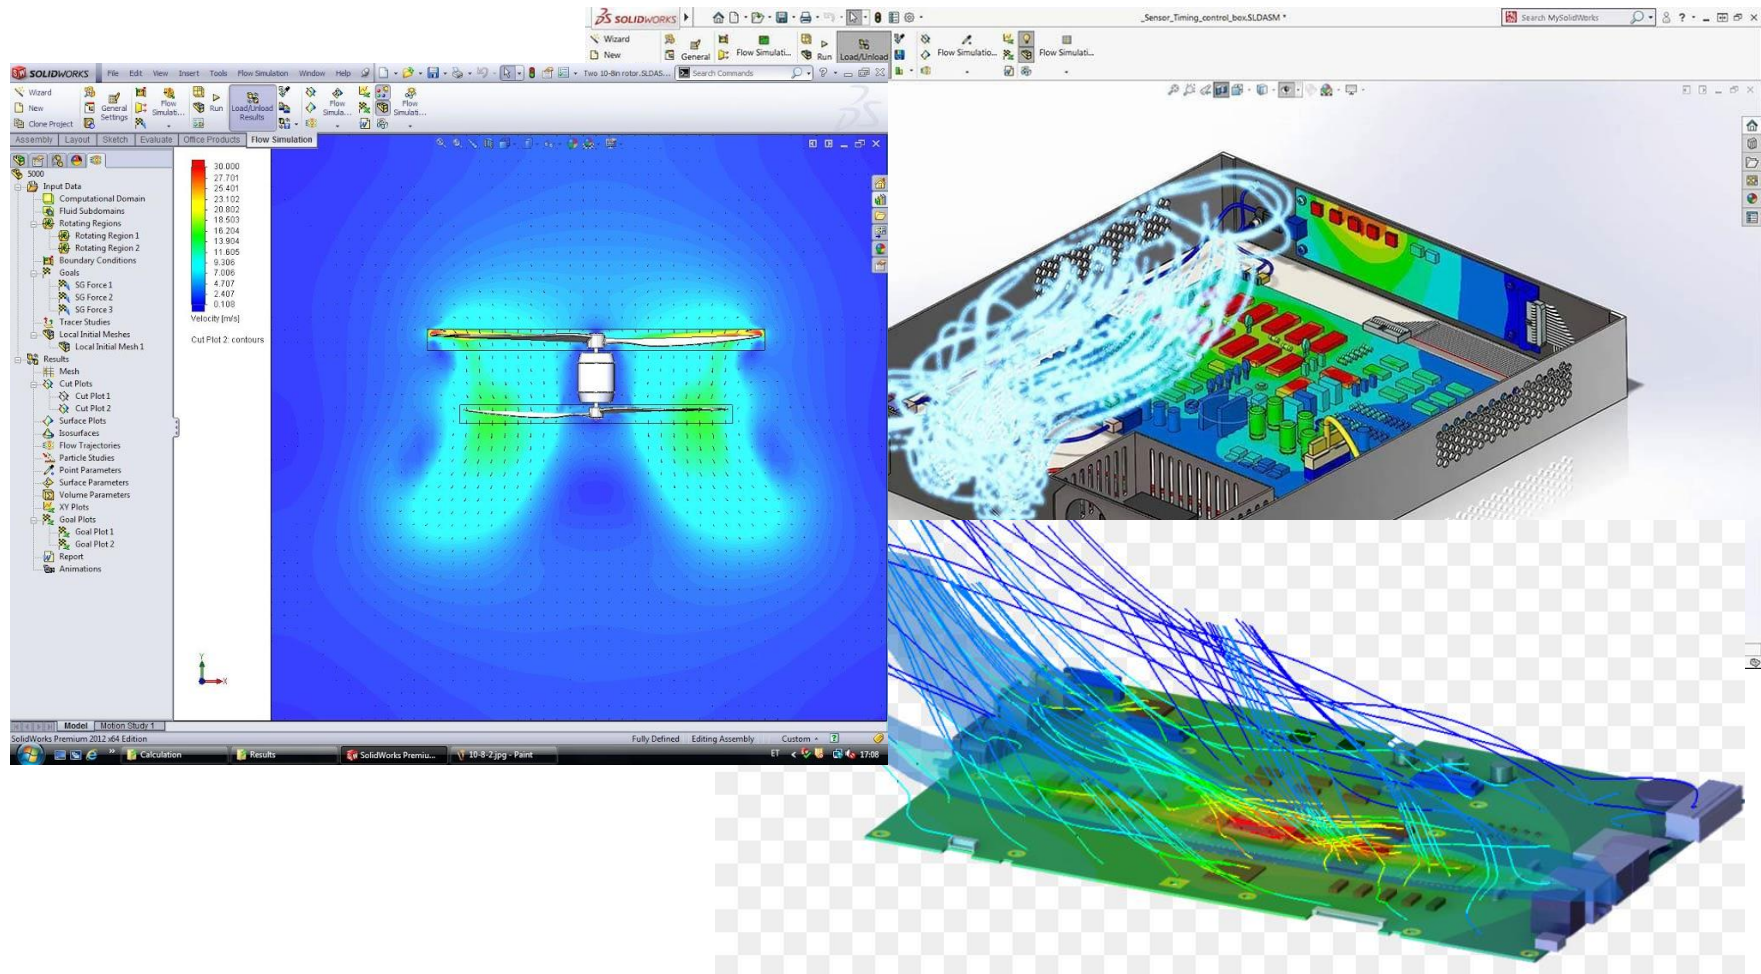 SOLIDWORKS
_Sensor_Timing_control_box.SLDASM *
Search MySolidWorks
Wizard
New
General
Flow Simulati...
Run
Load/Unload
Flow Simulatio...
Flow Simulati...
SOLIDWORKS File Edit View Insert Tools Flow Simulation Window Help
Two 10-8in rotor.SLDAS...
Search Commands
Wizard
New
Clone Project
General Settings
Flow Simulati...
Run
Load/Unload Results
Flow Simula...
Flow Simulati...
Assembly Layout Sketch Evaluate Office Products Flow Simulation
5000
Input Data
Computational Domain
Fluid Subdomains
Rotating Regions
Rotating Region 1
Rotating Region 2
Boundary Conditions
Goals
SG Force 1
SG Force 2
SG Force 3
Tracer Studies
Local Initial Meshes
Local Initial Mesh 1
Results
Mesh
Cut Plots
Cut Plot 1
Cut Plot 2
Surface Plots
Isosurfaces
Flow Trajectories
Particle Studies
Point Parameters
Surface Parameters
Volume Parameters
XY Plots
Goal Plots
Goal Plot 1
Goal Plot 2
Report
Animations
30.000
27.701
25.401
23.102
20.802
18.503
16.204
13.904
11.605
9.306
7.006
4.707
2.407
0.108
Velocity [m/s]
Cut Plot 2: contours
Y
X
Model Motion Study 1
SolidWorks Premium 2012 x64 Edition
Fully Defined Editing Assembly Custom
Calculation
Results
SolidWorks Premiu...
10-8-2.jpg - Paint
ET
17:08